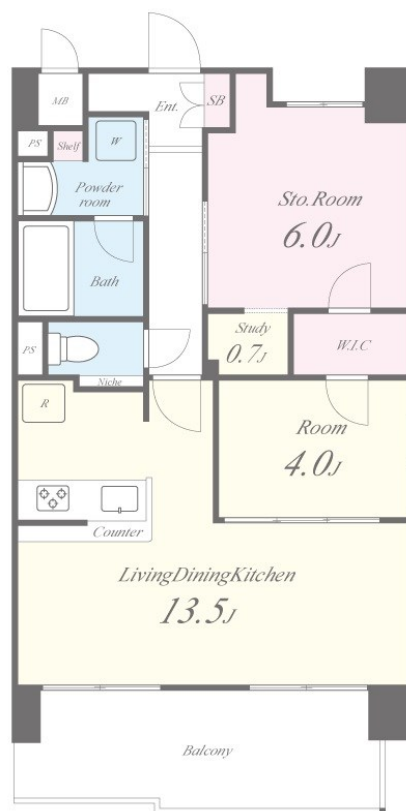 MB
Ent.
SB
PS
Shelf
W
Powder
room
Sto.Room
6.0J
Bath
Study
0.7J
W.I.C
PS
Niche
R
Room
4.0J
Counter
LivingDiningKitchen
13.5J
Balcony